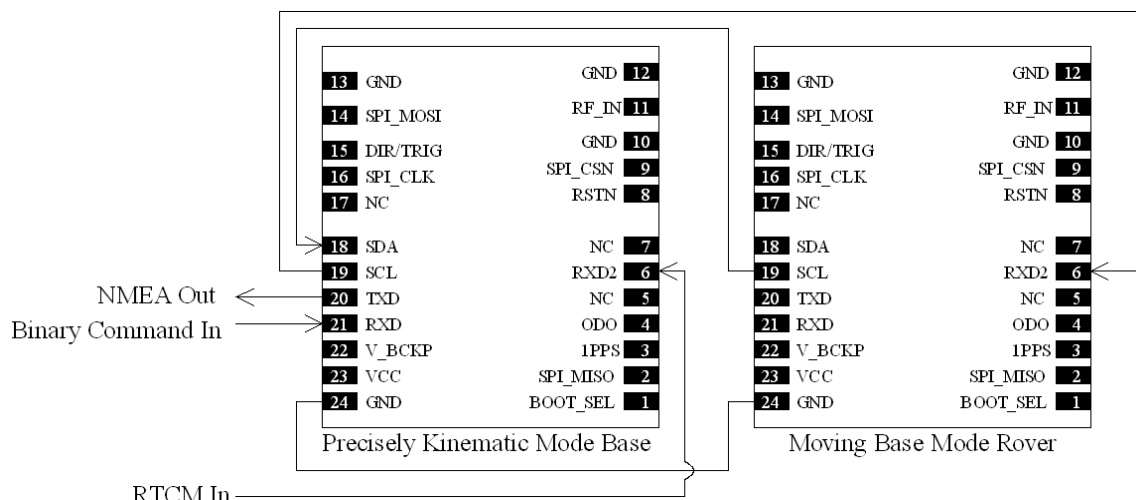 13 GND GND 12
14 SPI_MOSI RF_IN 11
15 DIR/TRIG GND 10
16 SPI_CLK SPI_CSN 9
17 NC RSTN 8
18 SDA NC 7
19 SCL RXD2 6
20 TXD NC 5
21 RXD ODO 4
22 V_BCKP 1PPS 3
23 VCC SPI_MISO 2
24 GND BOOT_SEL 1
Precisely Kinematic Mode Base
13 GND GND 12
14 SPI_MOSI RF_IN 11
15 DIR/TRIG GND 10
16 SPI_CLK SPI_CSN 9
17 NC RSTN 8
18 SDA NC 7
19 SCL RXD2 6
20 TXD NC 5
21 RXD ODO 4
22 V_BCKP 1PPS 3
23 VCC SPI_MISO 2
24 GND BOOT_SEL 1
Moving Base Mode Rover
NMEA Out
Binary Command In
RTCM In